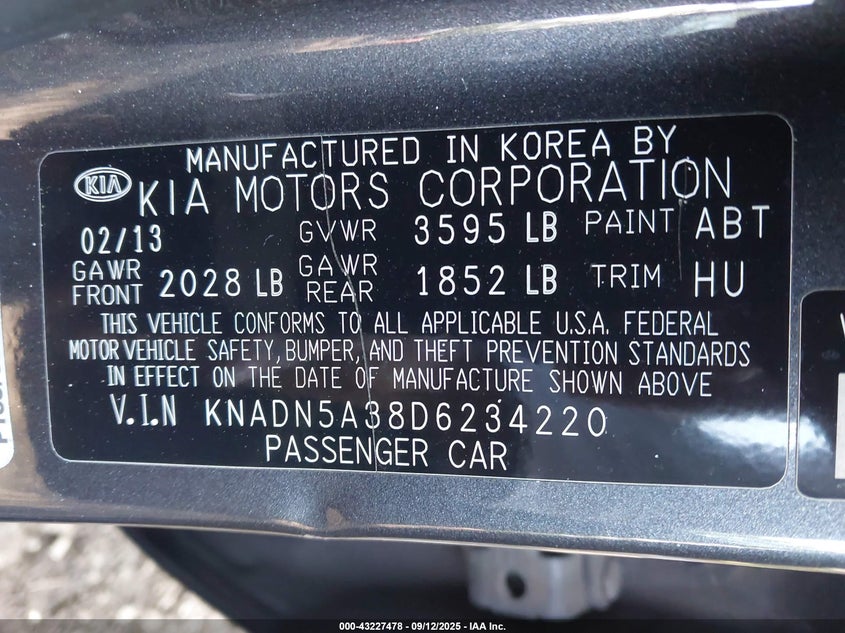 MANUFACTURED IN KOREA BY
KIA KIA MOTORS CORPORATION
02/13 GVWR 3595 LB PAINT ABT
GAWR FRONT 2028 LB GAWR REAR 1852 LB TRIM HU
THIS VEHICLE CONFORMS TO ALL APPLICABLE U.S.A. FEDERAL
MOTOR VEHICLE SAFETY, BUMPER, AND THEFT PREVENTION STANDARDS
IN EFFECT ON THE DATE OF MANUFACTURE SHOWN ABOVE
V.I.N KNADN5A38D6234220
PASSENGER CAR
000-43227478 - 09/12/2025 - IAA Inc.